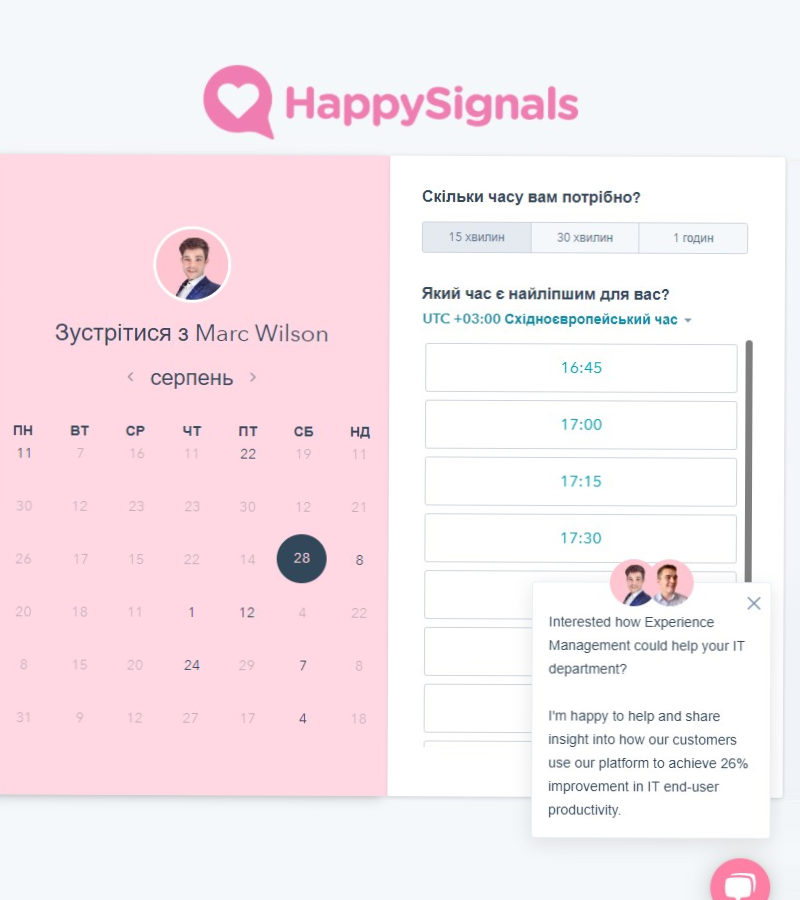 HappySignals
Зустрітися з Marc Wilson
серпень
ПН ВТ СР ЧТ ПТ СБ НД
11 7 16 11 22 19 11
30 12 23 23 30 12 21
26 17 15 22 14 28 8
20 18 11 1 12 4 22
8 15 20 24 29 7 8
31 9 12 27 17 4 18
Скільки часу вам потрібно?
15 хвилин 30 хвилин 1 годин
Який час є найліпшим для вас?
UTC +03:00 Східноєвропейський час
16:45
17:00
17:15
17:30
Interested how Experience
Management could help your IT
department?
I'm happy to help and share
insight into how our customers
use our platform to achieve 26%
improvement in IT end-user
productivity.